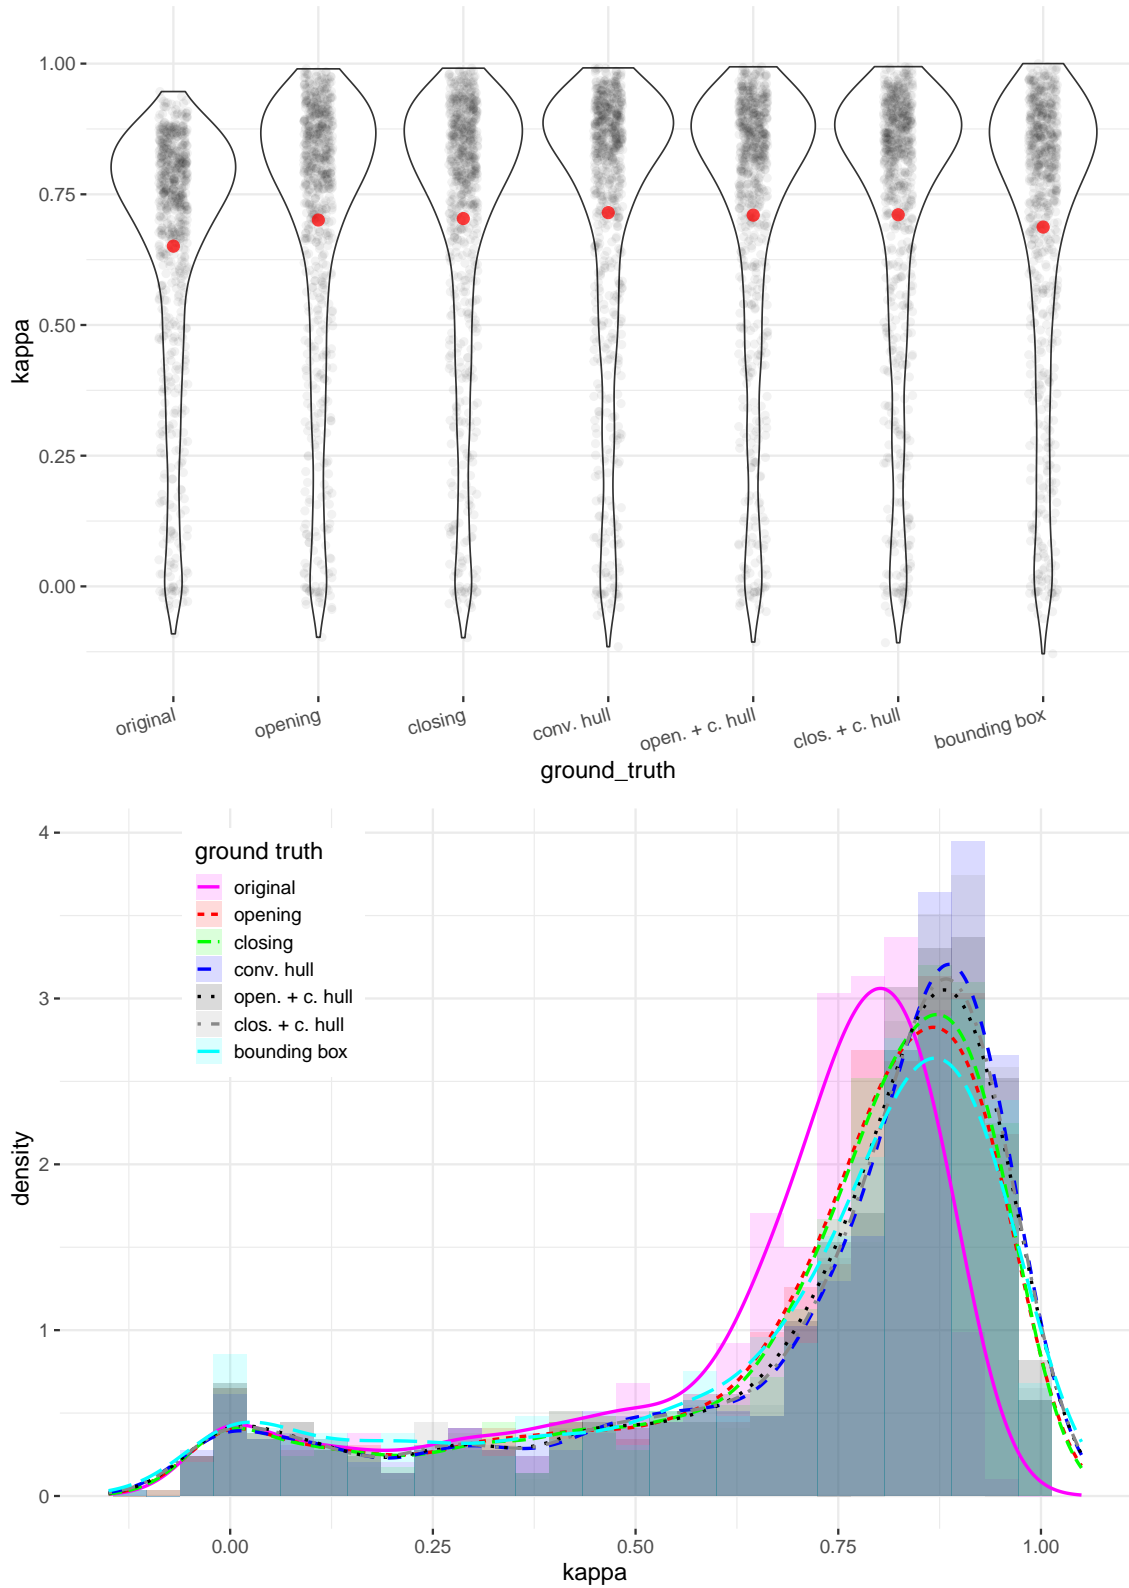 1.00
0.75
0.50
0.25
0.00
kappa
original
opening
closing
conv. hull
open. + c. hull
clos. + c. hull
bounding box
ground_truth
4
3
2
1
0
density
ground truth
original
opening
closing
conv. hull
open. + c. hull
clos. + c. hull
bounding box
0.00
0.25
0.50
0.75
1.00
kappa